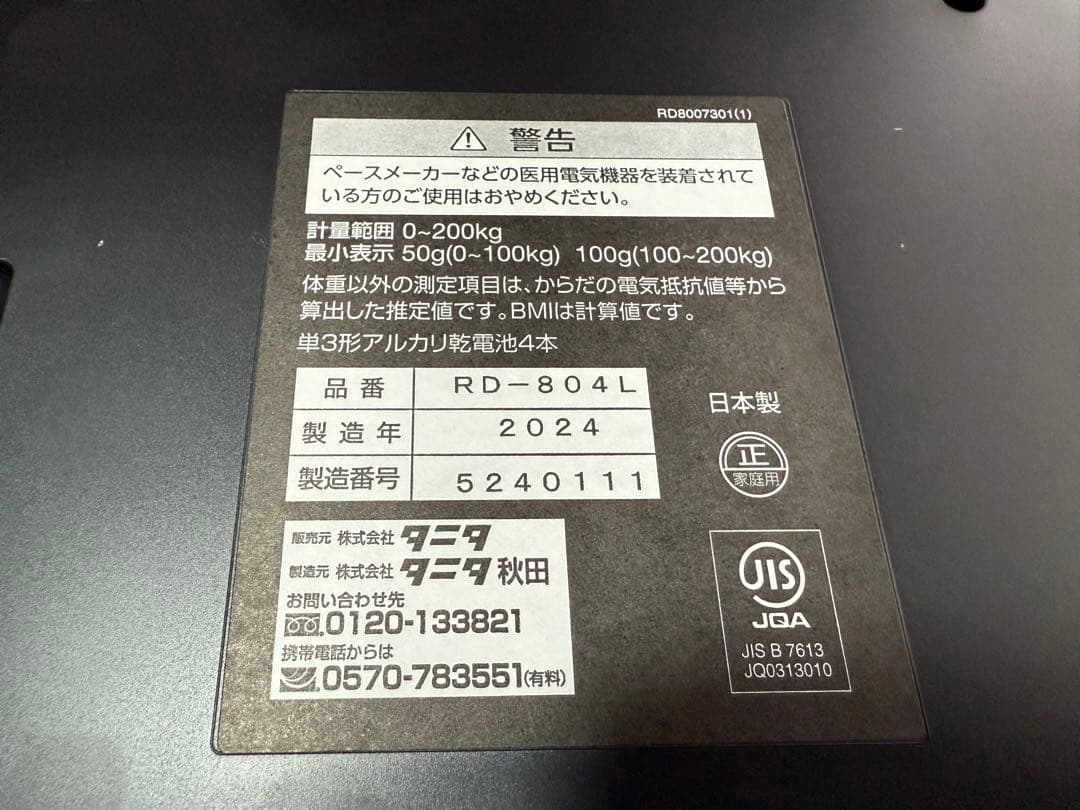 RD8007301(1)
⚠ 警告
ペースメーカーなどの医用電気機器を装着されて
いる方のご使用はおやめください。
計量範囲 0~200kg
最小表示 50g(0~100kg) 100g(100~200kg)
体重以外の測定項目は、からだの電気抵抗値等から
算出した推定値です。BMIは計算値です。
単3形アルカリ乾電池4本
品番 RD-804L
製造年 2024
製造番号 5240111
日本製
正
家庭用
販売元 株式会社 タニタ
製造元 株式会社 タニタ秋田
お問い合わせ先
0120-133821
携帯電話からは
0570-783551(有料)
JIS
JQA
JIS B 7613
JQ0313010